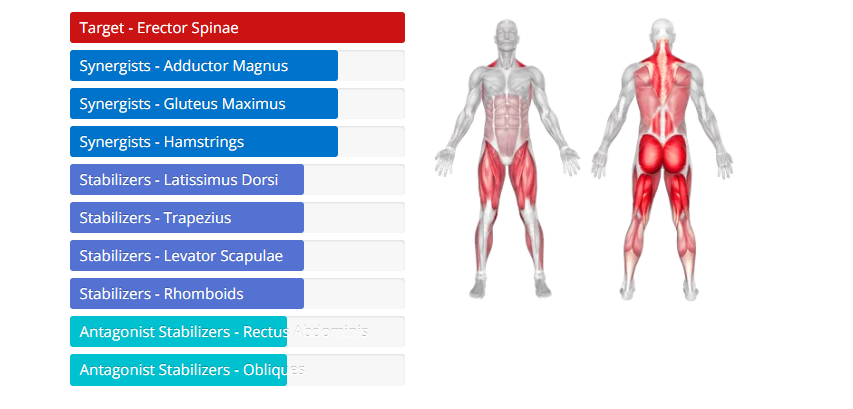 Target - Erector Spinae
Synergists - Adductor Magnus
Synergists - Gluteus Maximus
Synergists - Hamstrings
Stabilizers - Latissimus Dorsi
Stabilizers - Trapezius
Stabilizers - Levator Scapulae
Stabilizers - Rhomboids
Antagonist Stabilizers - Rectus Abdominis
Antagonist Stabilizers - Obliques